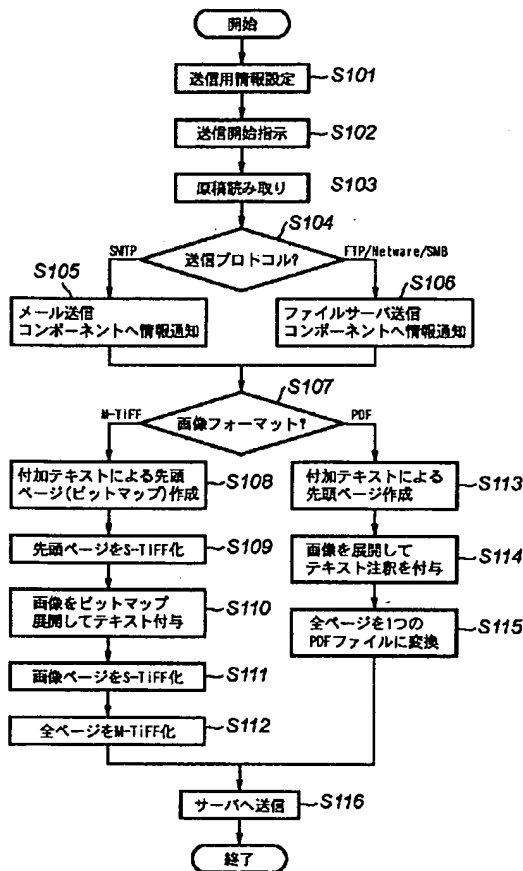 開始
送信用情報設定
S101
送信開始指示
S102
原稿読み取り
S103
送信プロトコル?
S104
SMTP
FTP/Netware/SMB
S105
メール送信
コンポーネントへ情報通知
S106
ファイルサーバ送信
コンポーネントへ情報通知
S107
画像フォーマット?
M-TiFF
PDF
付加テキストによる先頭
ページ(ビットマップ)作成
S108
先頭ページをS-TiFF化
S109
画像をビットマップ
展開してテキスト付与
S110
画像ページをS-TiFF化
S111
全ページをM-TiFF化
S112
付加テキストによる
先頭ページ作成
S113
画像を展開して
テキスト注釈を付与
S114
全ページを1つの
PDFファイルに変換
S115
サーバへ送信
S116
終了